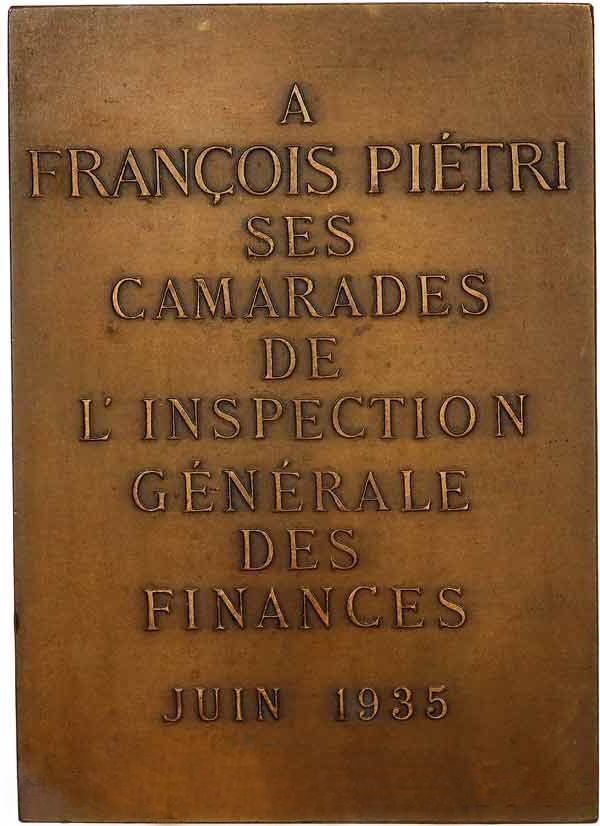 A
FRANÇOIS PIÉTRI
SES
CAMARADES
DE
L'INSPECTION
GÉNÉRALE
DES
FINANCES
JUIN 1935